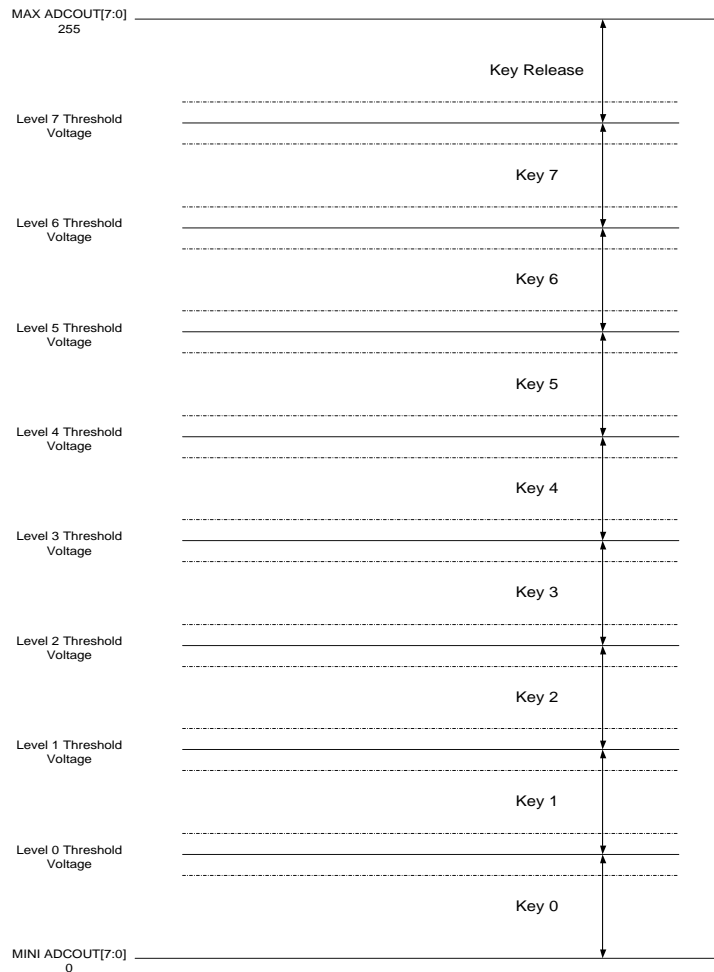 MAX ADCOUT[7:0]
255
Key Release
Level 7 Threshold
Voltage
Key 7
Level 6 Threshold
Voltage
Key 6
Level 5 Threshold
Voltage
Key 5
Level 4 Threshold
Voltage
Key 4
Level 3 Threshold
Voltage
Key 3
Level 2 Threshold
Voltage
Key 2
Level 1 Threshold
Voltage
Key 1
Level 0 Threshold
Voltage
Key 0
MINI ADCOUT[7:0]
0